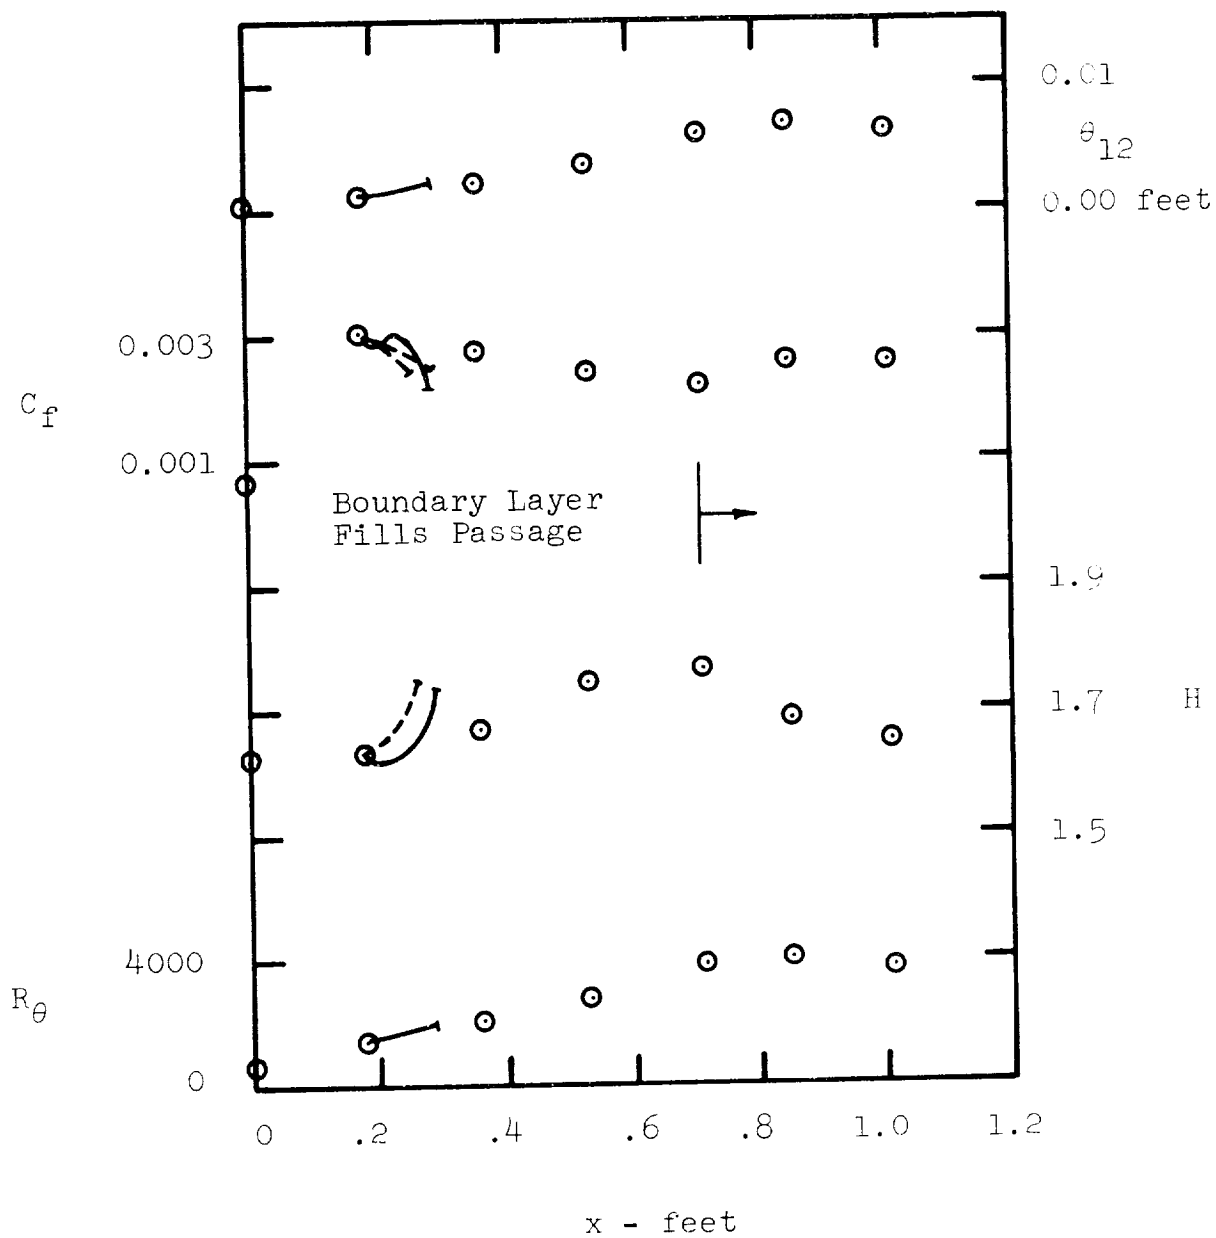 0.01
θ12
0.00 feet
0.003
Cf
0.001
Boundary Layer
Fills Passage
1.9
1.7 H
1.5
4000
Rθ
0
0 .2 .4 .6 .8 1.0 1.2
x - feet